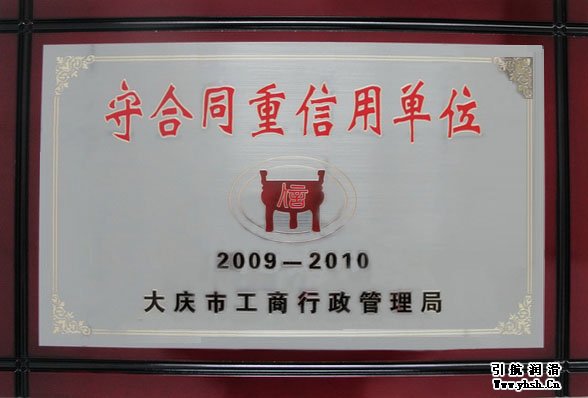 守合同重信用单位
信
2009—2010
大庆市工商行政管理局
引航润滑
Www.yhsh.Cn